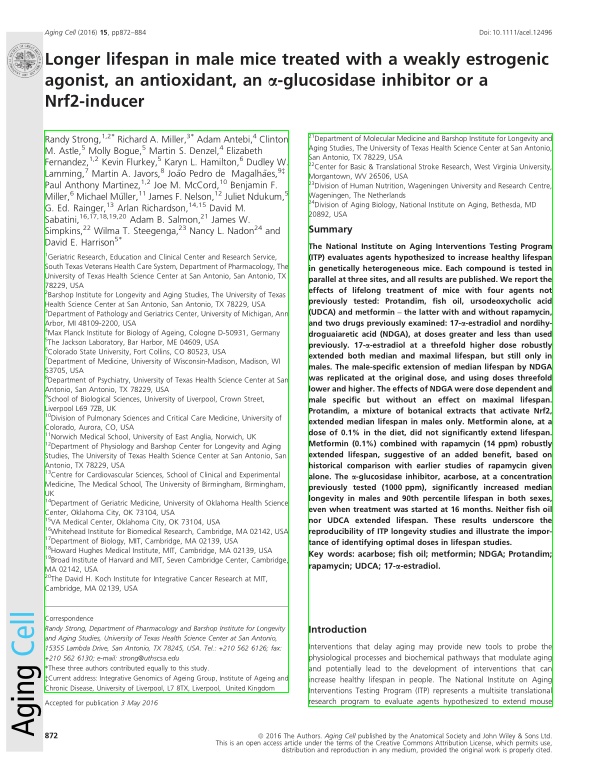 Aging Cell (2016) 15, pp872–884
Doi: 10.1111/acel.12496
Longer lifespan in male mice treated with a weakly estrogenic
agonist, an antioxidant, an α-glucosidase inhibitor or a
Nrf2-inducer
Randy Strong,1,2* Richard A. Miller,3* Adam Antebi,4 Clinton
M. Astle,5 Molly Bogue,5 Martin S. Denzel,4 Elizabeth
Fernandez,1,2 Kevin Flurkey,5 Karyn L. Hamilton,6 Dudley W.
Lamming,7 Martin A. Javors,8 João Pedro de Magalhães,9‡
Paul Anthony Martinez,1,2 Joe M. McCord,10 Benjamin F.
Miller,6 Michael Müller,11 James F. Nelson,12 Juliet Ndukum,5
G. Ed. Rainger,13 Arlan Richardson,14,15 David M.
Sabatini,16,17,18,19,20 Adam B. Salmon,21 James W.
Simpkins,22 Wilma T. Steegenga,23 Nancy L. Nadon24 and
David E. Harrison5*
1Geriatric Research, Education and Clinical Center and Research Service,
South Texas Veterans Health Care System, Department of Pharmacology, The
University of Texas Health Science Center at San Antonio, San Antonio, TX
78229, USA
2Barshop Institute for Longevity and Aging Studies, The University of Texas
Health Science Center at San Antonio, San Antonio, TX 78229, USA
3Department of Pathology and Geriatrics Center, University of Michigan, Ann
Arbor, MI 48109-2200, USA
4Max Planck Institute for Biology of Ageing, Cologne D-50931, Germany
5The Jackson Laboratory, Bar Harbor, ME 04609, USA
6Colorado State University, Fort Collins, CO 80523, USA
7Department of Medicine, University of Wisconsin-Madison, Madison, WI
53705, USA
8Department of Psychiatry, University of Texas Health Science Center at San
Antonio, San Antonio, TX 78229, USA
9School of Biological Sciences, University of Liverpool, Crown Street,
Liverpool L69 7ZB, UK
10Division of Pulmonary Sciences and Critical Care Medicine, University of
Colorado, Aurora, CO, USA
11Norwich Medical School, University of East Anglia, Norwich, UK
12Department of Physiology and Barshop Center for Longevity and Aging
Studies, The University of Texas Health Science Center at San Antonio, San
Antonio, TX 78229, USA
13Centre for Cardiovascular Sciences, School of Clinical and Experimental
Medicine, The Medical School, The University of Birmingham, Birmingham,
UK
14Department of Geriatric Medicine, University of Oklahoma Health Science
Center, Oklahoma City, OK 73104, USA
15VA Medical Center, Oklahoma City, OK 73104, USA
16Whitehead Institute for Biomedical Research, Cambridge, MA 02142, USA
17Department of Biology, MIT, Cambridge, MA 02139, USA
18Howard Hughes Medical Institute, MIT, Cambridge, MA 02139, USA
19Broad Institute of Harvard and MIT, Seven Cambridge Center, Cambridge,
MA 02142, USA
20The David H. Koch Institute for Integrative Cancer Research at MIT,
Cambridge, MA 02139, USA
Correspondence
Randy Strong, Department of Pharmacology and Barshop Institute for Longevity
and Aging Studies, University of Texas Health Science Center at San Antonio,
15355 Lambda Drive, San Antonio, TX 78245, USA. Tel.: +210 562 6126; fax:
+210 562 6130; e-mail: strong@uthscsa.edu
*These three authors contributed equally to this study.
‡Current address: Integrative Genomics of Ageing Group, Institute of Ageing and
Chronic Disease, University of Liverpool, L7 8TX, Liverpool, United Kingdom
Accepted for publication 3 May 2016
21Department of Molecular Medicine and Barshop Institute for Longevity and
Aging Studies, The University of Texas Health Science Center at San Antonio,
San Antonio, TX 78229, USA
22Center for Basic & Translational Stroke Research, West Virginia University,
Morgantown, WV 26506, USA
23Division of Human Nutrition, Wageningen University and Research Centre,
Wageningen, The Netherlands
24Division of Aging Biology, National Institute on Aging, Bethesda, MD
20892, USA
Summary
The National Institute on Aging Interventions Testing Program
(ITP) evaluates agents hypothesized to increase healthy lifespan
in genetically heterogeneous mice. Each compound is tested in
parallel at three sites, and all results are published. We report the
effects of lifelong treatment of mice with four agents not
previously tested: Protandim, fish oil, ursodeoxycholic acid
(UDCA) and metformin – the latter with and without rapamycin,
and two drugs previously examined: 17-α-estradiol and nordihy-
droguaiaretic acid (NDGA), at doses greater and less than used
previously. 17-α-estradiol at a threefold higher dose robustly
extended both median and maximal lifespan, but still only in
males. The male-specific extension of median lifespan by NDGA
was replicated at the original dose, and using doses threefold
lower and higher. The effects of NDGA were dose dependent and
male specific but without an effect on maximal lifespan.
Protandim, a mixture of botanical extracts that activate Nrf2,
extended median lifespan in males only. Metformin alone, at a
dose of 0.1% in the diet, did not significantly extend lifespan.
Metformin (0.1%) combined with rapamycin (14 ppm) robustly
extended lifespan, suggestive of an added benefit, based on
historical comparison with earlier studies of rapamycin given
alone. The α-glucosidase inhibitor, acarbose, at a concentration
previously tested (1000 ppm), significantly increased median
longevity in males and 90th percentile lifespan in both sexes,
even when treatment was started at 16 months. Neither fish oil
nor UDCA extended lifespan. These results underscore the
reproducibility of ITP longevity studies and illustrate the impor-
tance of identifying optimal doses in lifespan studies.
Key words: acarbose; fish oil; metformin; NDGA; Protandim;
rapamycin; UDCA; 17-α-estradiol.
Introduction
Interventions that delay aging may provide new tools to probe the
physiological processes and biochemical pathways that modulate aging
and potentially lead to the development of interventions that can
increase healthy lifespan in people. The National Institute on Aging
Interventions Testing Program (ITP) represents a multisite translational
research program to evaluate agents hypothesized to extend mouse
Aging Cell
872
© 2016 The Authors. Aging Cell published by the Anatomical Society and John Wiley & Sons Ltd.
This is an open access article under the terms of the Creative Commons Attribution License, which permits use,
distribution and reproduction in any medium, provided the original work is properly cited.